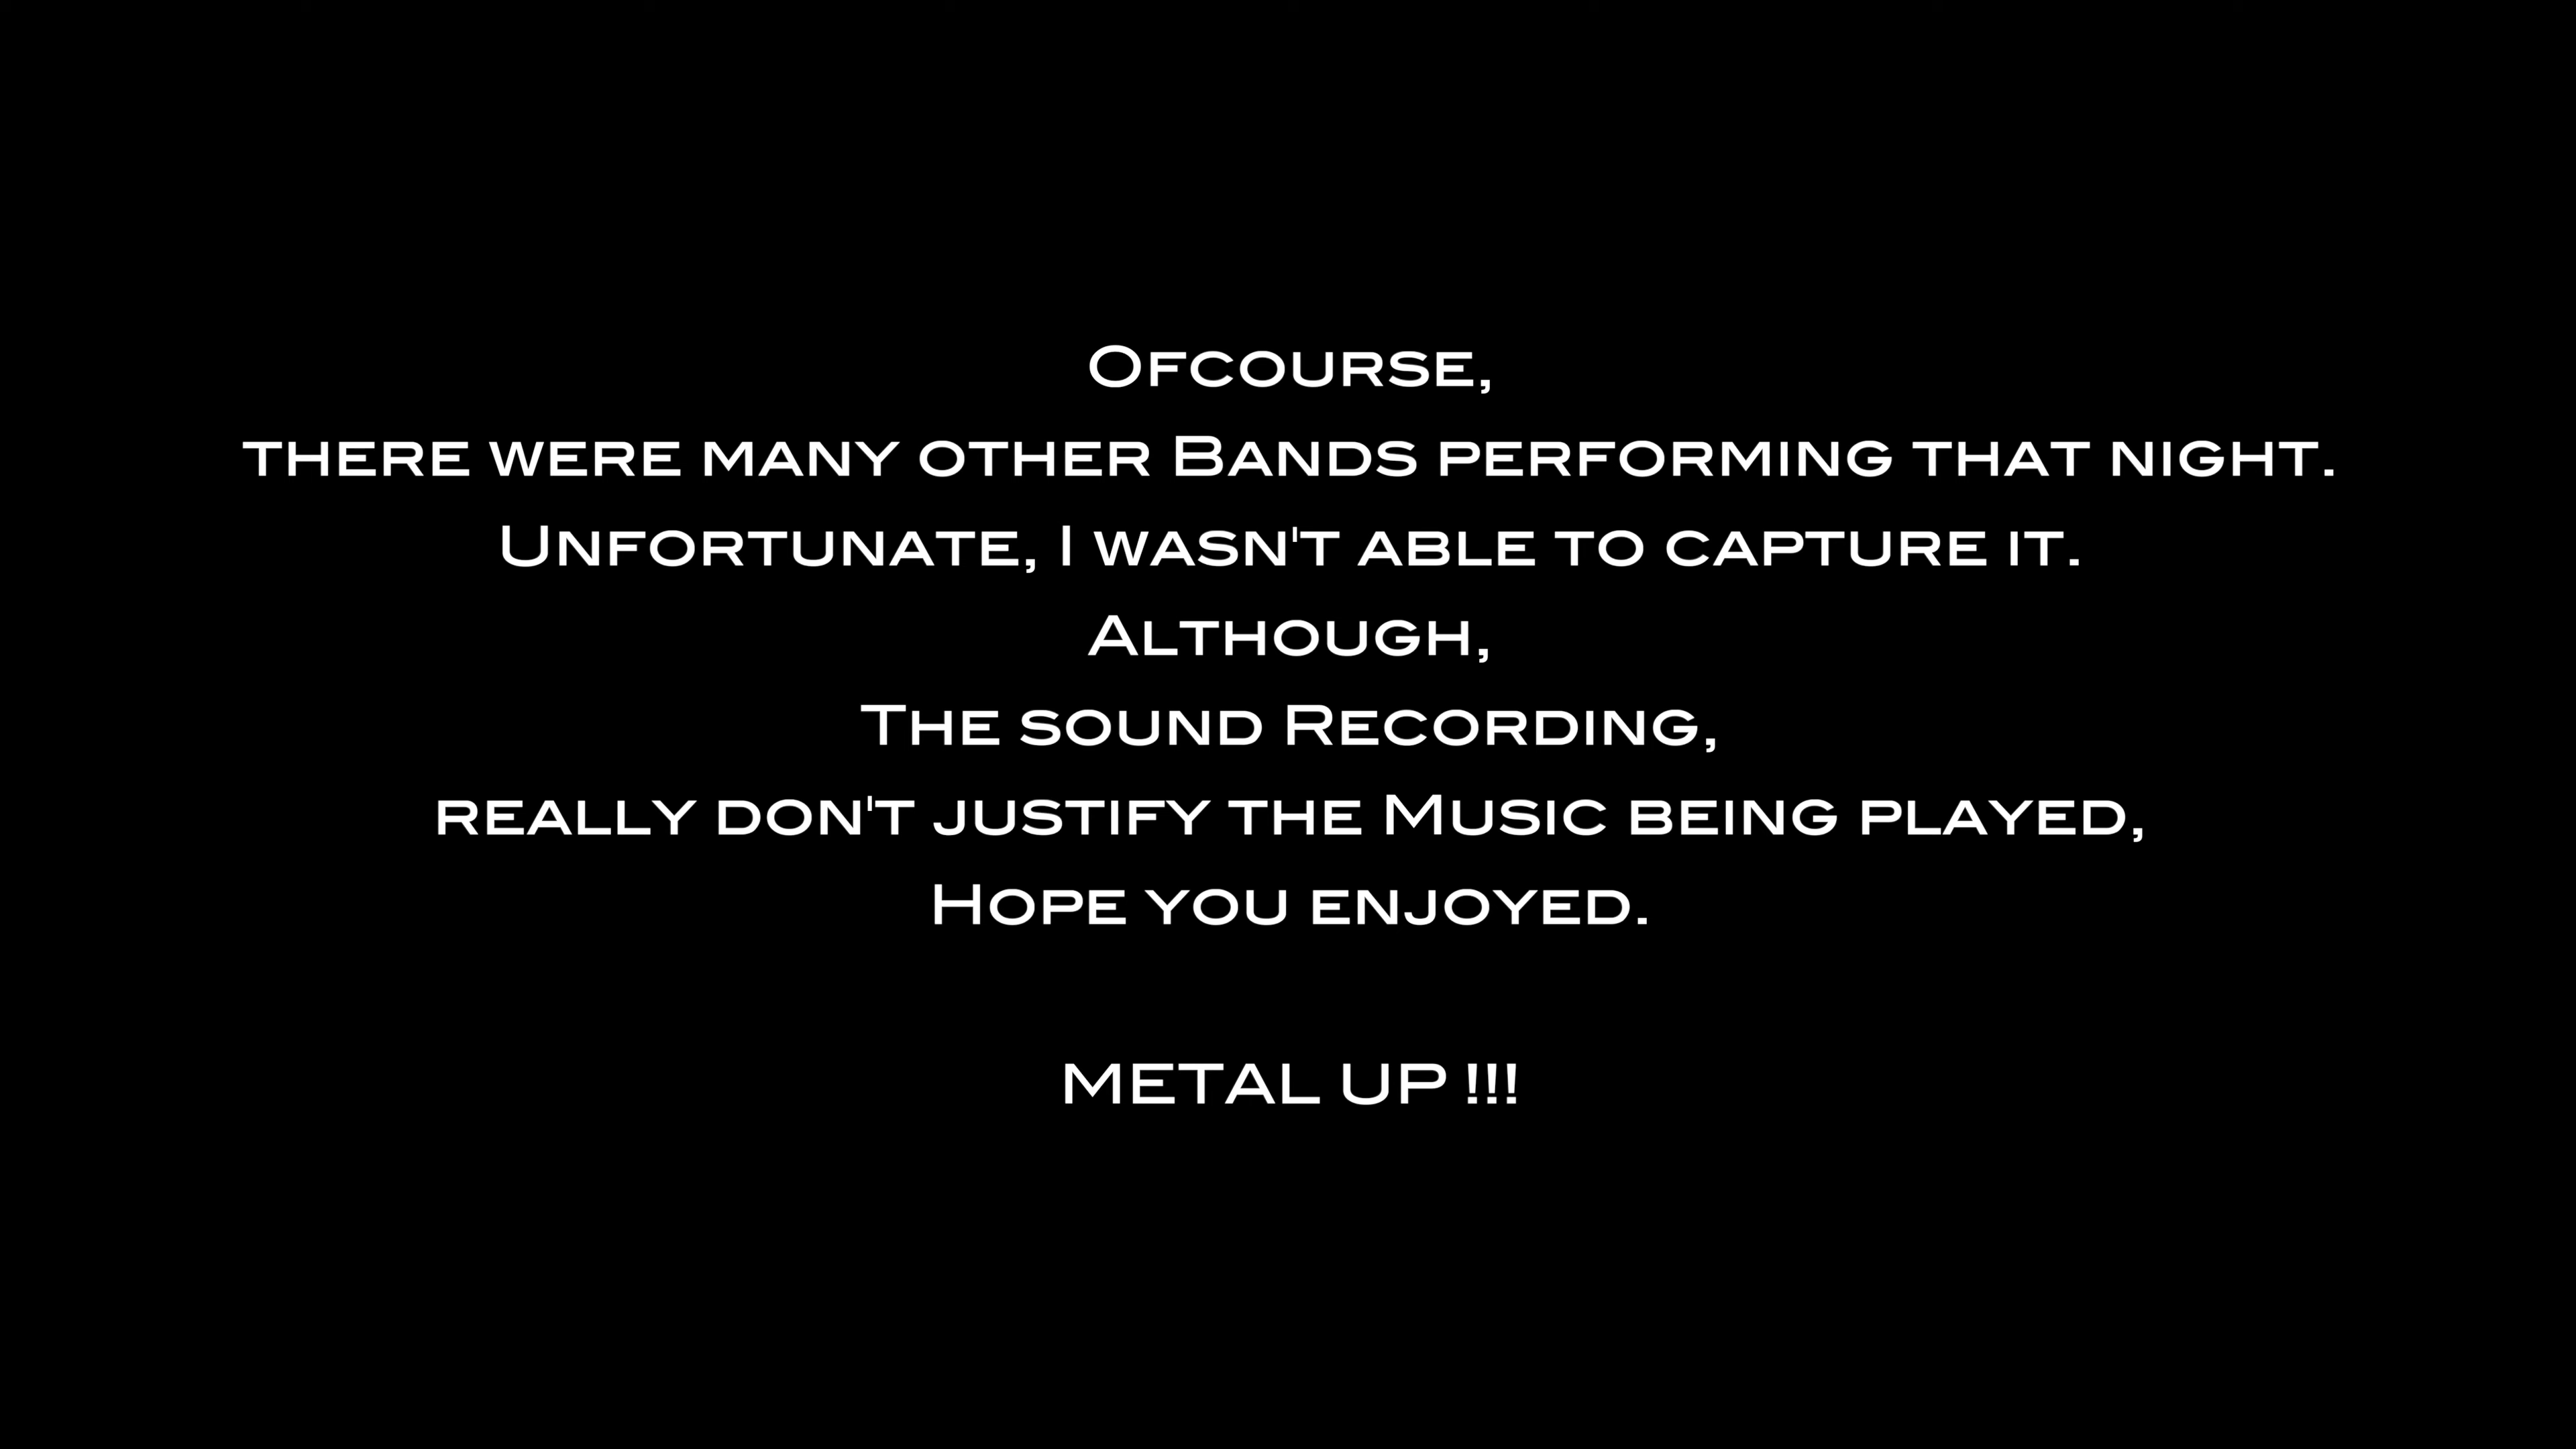 Ofcourse,
there were many other Bands performing that night.
Unfortunate, I wasn't able to capture it.
Although,
The sound Recording,
really don't justify the Music being played,
Hope you enjoyed.
METAL UP !!!